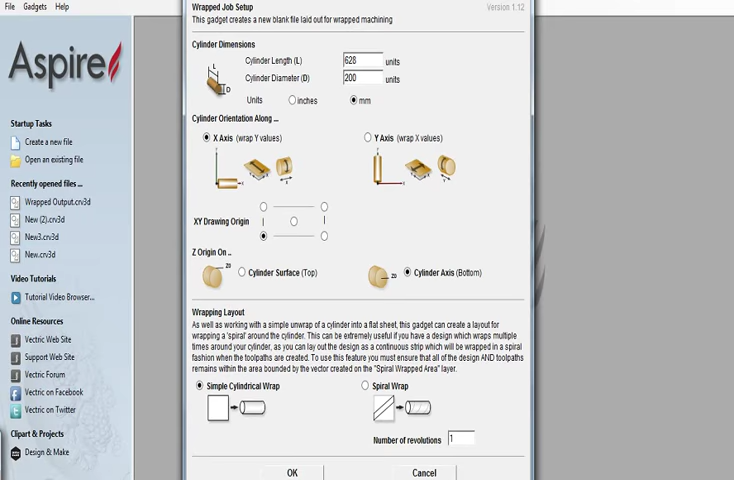 File Gadgets Help
Aspire
Startup Tasks
Create a new file
Open an existing file
Recently opened files ...
Wrapped Output.crv3d
New (2).crv3d
New3.crv3d
New.crv3d
Video Tutorials
Tutorial Video Browser...
Online Resources
Vectric Web Site
Support Web Site
Vectric Forum
Vectric on Facebook
Vectric on Twitter
Clipart & Projects
Design & Make
Wrapped Job Setup
Version 1.12
This gadget creates a new blank file laid out for wrapped machining
Cylinder Dimensions
Cylinder Length (L) 628 units
Cylinder Diameter (D) 200 units
L
D
Units inches mm
Cylinder Orientation Along ...
X Axis (wrap Y values)
Y Axis (wrap X values)
XY Drawing Origin
Z Origin On ..
Z0 Cylinder Surface (Top)
Z0 Cylinder Axis (Bottom)
Wrapping Layout
As well as working with a simple unwrap of a cylinder into a flat sheet, this gadget can create a layout for
wrapping a 'spiral' around the cylinder. This can be extremely useful if you have a design which wraps multiple
times around your cylinder, as you can lay out the design as a continuous strip which will be wrapped in a spiral
fashion when the toolpaths are created. To use this feature you must ensure that all of the design AND toolpaths
remains within the area bounded by the vector created on the "Spiral Wrapped Area" layer.
Simple Cylindrical Wrap
Spiral Wrap
Number of revolutions 1
OK
Cancel